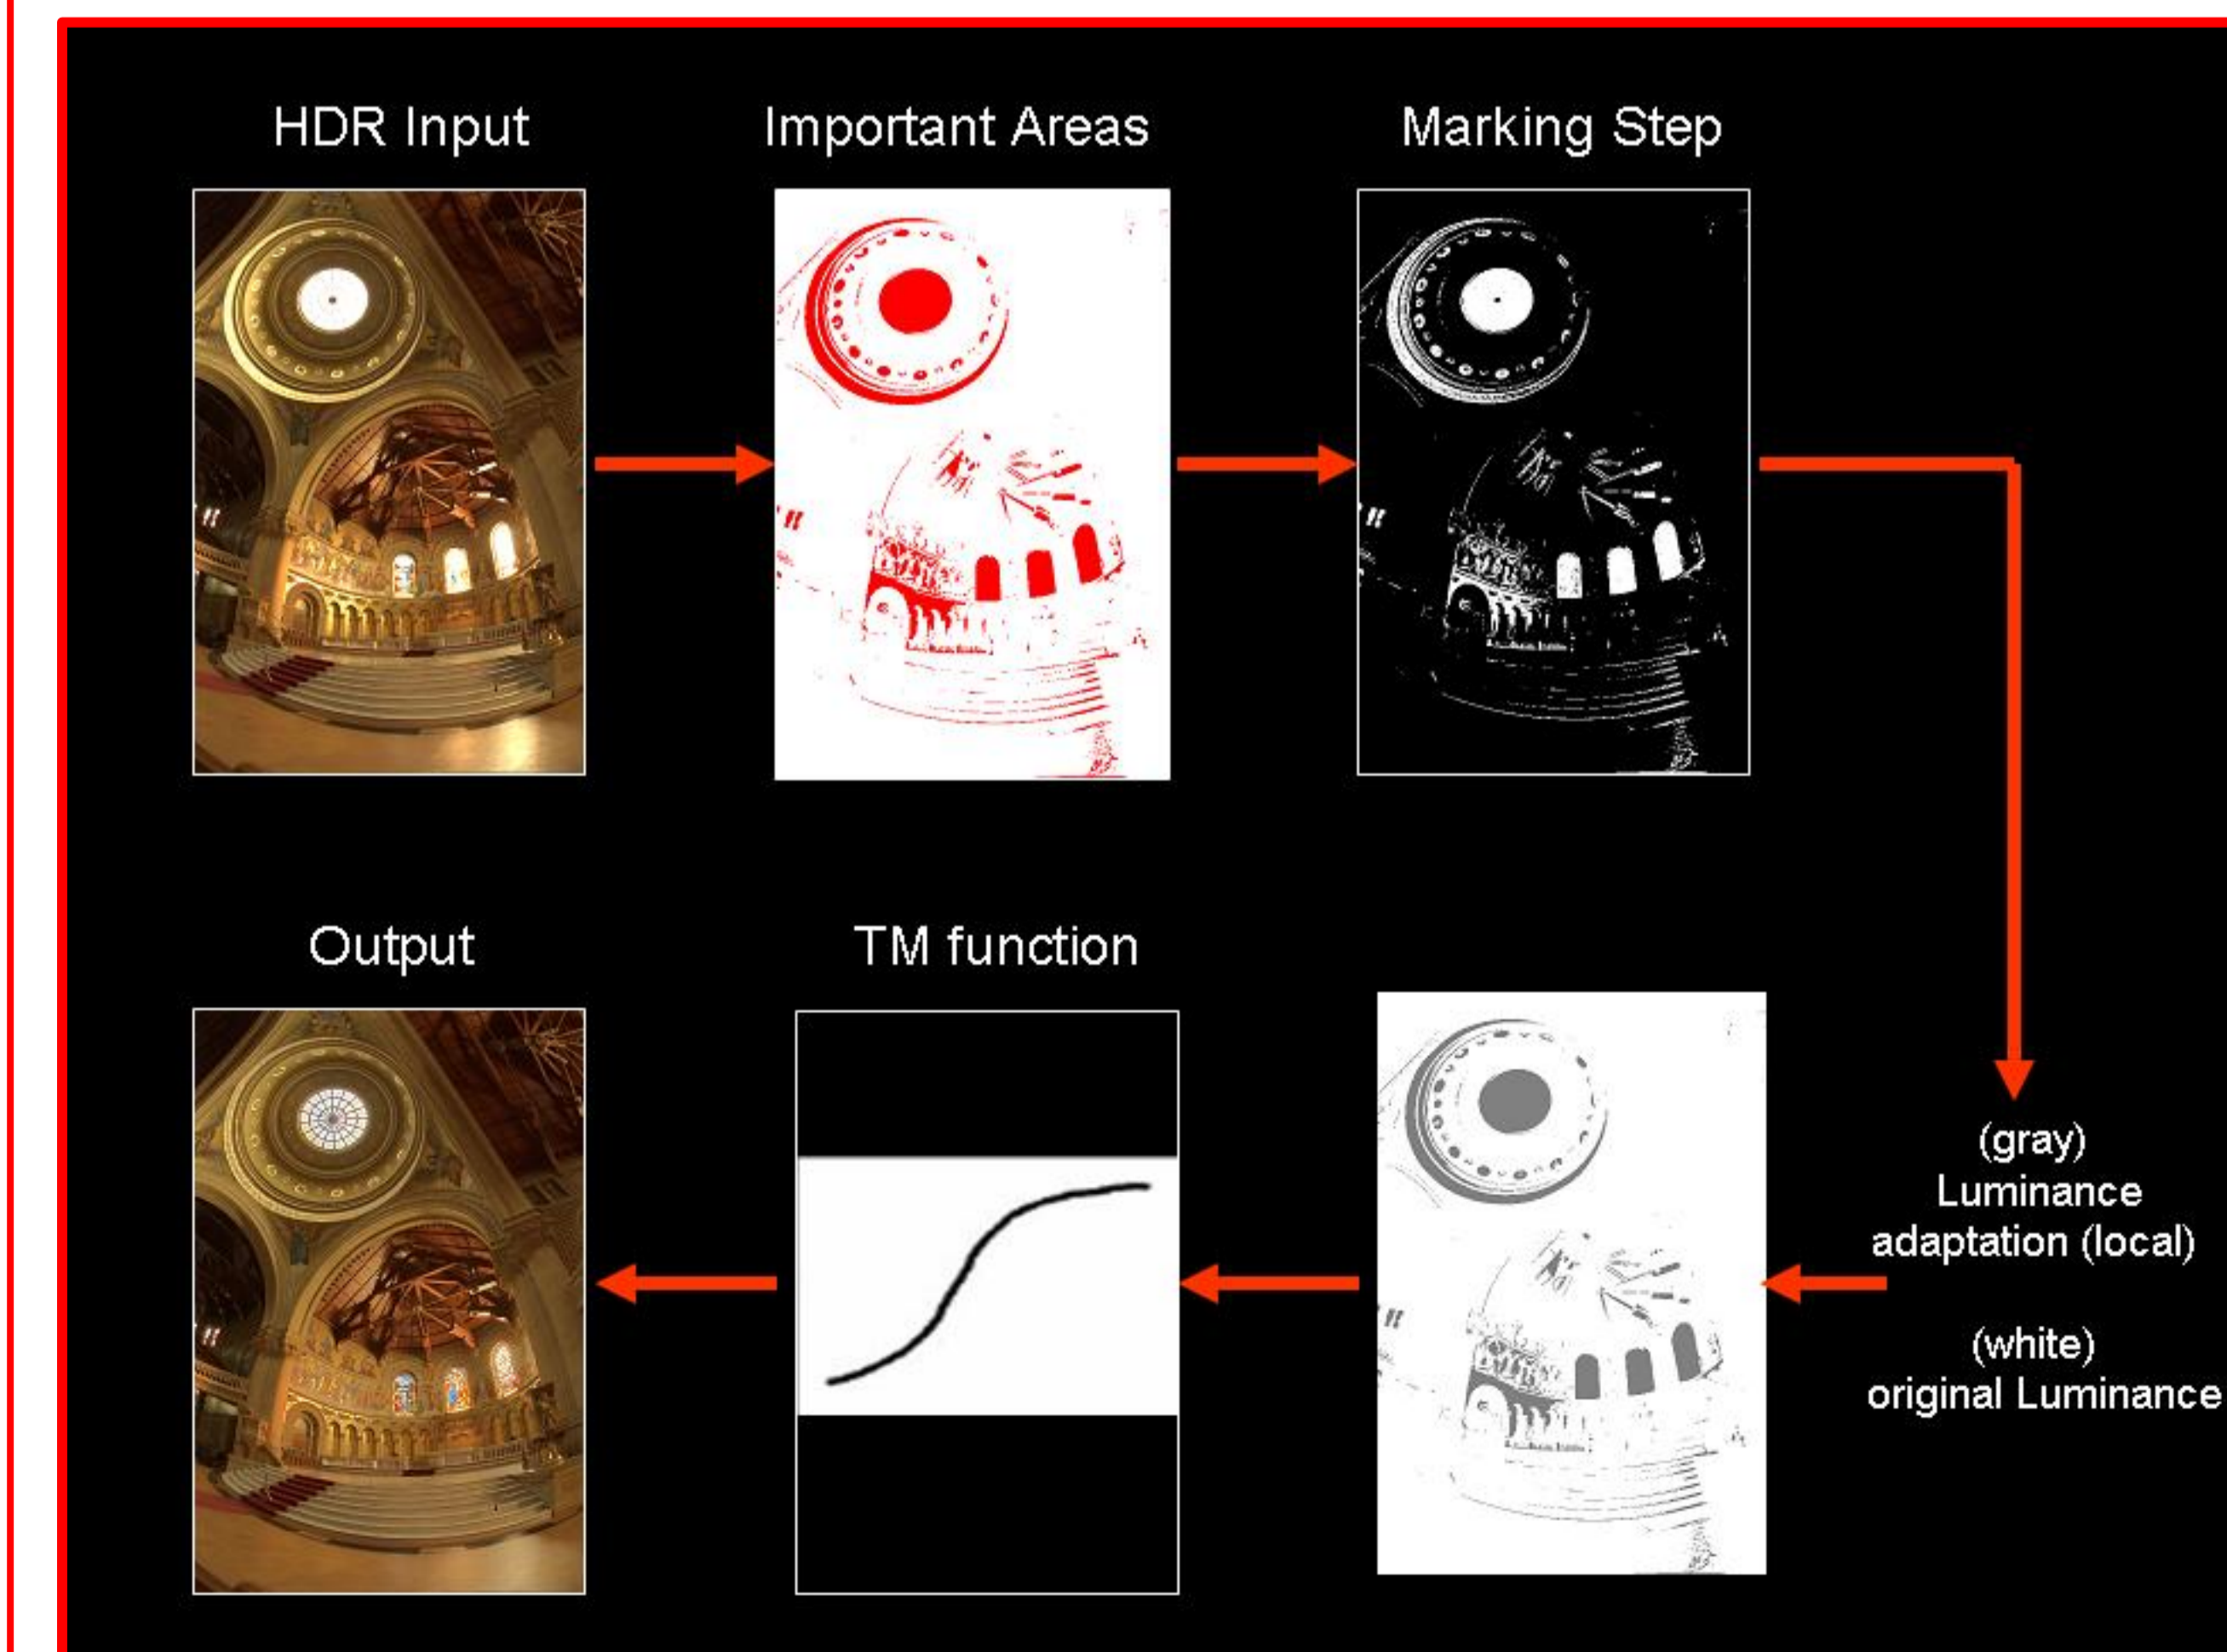 HDR Input
Important Areas
Marking Step
Output
TM function
(gray)
Luminance
adaptation (local)
(white)
original Luminance